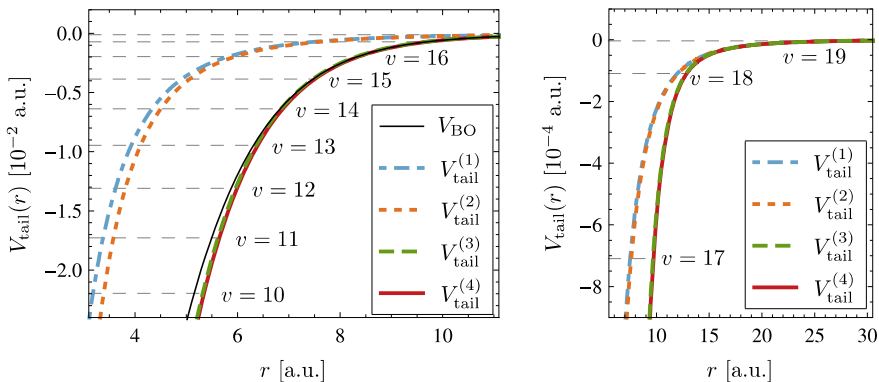 V_tail(r) [10^−2 a.u.]
0.0
−0.5
−1.0
−1.5
−2.0
v = 16
v = 15
v = 14
v = 13
v = 12
v = 11
v = 10
V_BO
V_tail^(1)
V_tail^(2)
V_tail^(3)
V_tail^(4)
4 6 8 10
r [a.u.]
V_tail(r) [10^−4 a.u.]
0
−2
−4
−6
−8
v = 19
v = 18
v = 17
V_tail^(1)
V_tail^(2)
V_tail^(3)
V_tail^(4)
10 15 20 25 30
r [a.u.]